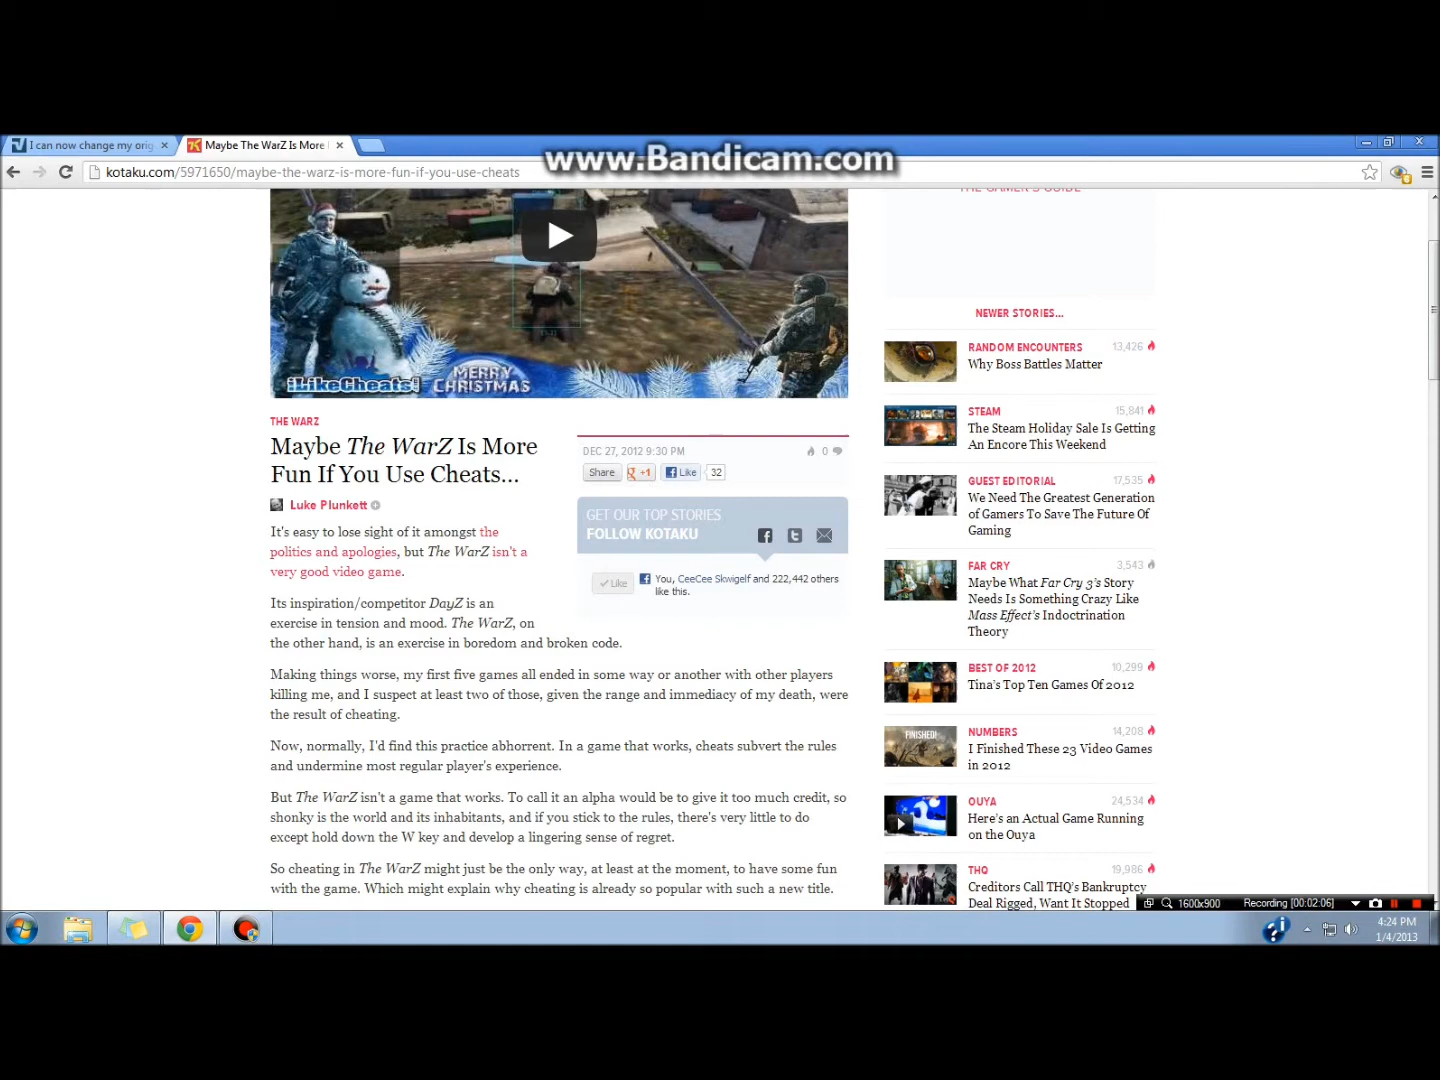 I can now change my orig
Maybe The WarZ Is More
www.Bandicam.com
kotaku.com/5971650/maybe-the-warz-is-more-fun-if-you-use-cheats
THE GAMER'S GUIDE
iLikeCheats!
MERRY
CHRISTMAS
THE WARZ
Maybe The WarZ Is More
Fun If You Use Cheats...
Luke Plunkett
DEC 27, 2012 9:30 PM
0
Share
+1
Like
32
GET OUR TOP STORIES
FOLLOW KOTAKU
Like
You, CeeCee Skwigelf and 222,442 others
like this.
It's easy to lose sight of it amongst the
politics and apologies, but The WarZ isn't a
very good video game.
Its inspiration/competitor DayZ is an
exercise in tension and mood. The WarZ, on
the other hand, is an exercise in boredom and broken code.
Making things worse, my first five games all ended in some way or another with other players
killing me, and I suspect at least two of those, given the range and immediacy of my death, were
the result of cheating.
Now, normally, I'd find this practice abhorrent. In a game that works, cheats subvert the rules
and undermine most regular player's experience.
But The WarZ isn't a game that works. To call it an alpha would be to give it too much credit, so
shonky is the world and its inhabitants, and if you stick to the rules, there's very little to do
except hold down the W key and develop a lingering sense of regret.
So cheating in The WarZ might just be the only way, at least at the moment, to have some fun
with the game. Which might explain why cheating is already so popular with such a new title.
NEWER STORIES...
RANDOM ENCOUNTERS
13,426
Why Boss Battles Matter
STEAM
15,841
The Steam Holiday Sale Is Getting
An Encore This Weekend
GUEST EDITORIAL
17,535
We Need The Greatest Generation
of Gamers To Save The Future Of
Gaming
FAR CRY
3,543
Maybe What Far Cry 3's Story
Needs Is Something Crazy Like
Mass Effect's Indoctrination
Theory
BEST OF 2012
10,299
Tina's Top Ten Games Of 2012
NUMBERS
14,208
FINISHED!
I Finished These 23 Video Games
in 2012
OUYA
24,534
Here's an Actual Game Running
on the Ouya
THQ
19,986
Creditors Call THQ's Bankruptcy
Deal Rigged, Want It Stopped
1600x900
Recording [00:02:06]
4:24 PM
1/4/2013